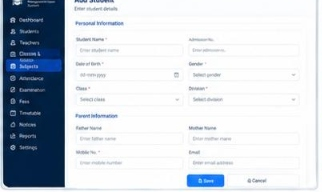 Management
System
Add Student
Enter student details
Dashboard
Students
Teachers
Classes &
Subjects
Attendance
Examination
Fees
Timetable
Notices
Reports
Settings
Personal Information
Student Name *
Admission No.
Enter student name
Enter admission no.
Date of Birth *
Gender *
dd-mm-yyyy
Select gender
Class *
Division *
Select class
Select division
Parent Information
Father Name
Mother Name
Enter father name
Enter mother name
Mobile No. *
Email
Enter mobile number
Enter email address
Save
Cancel